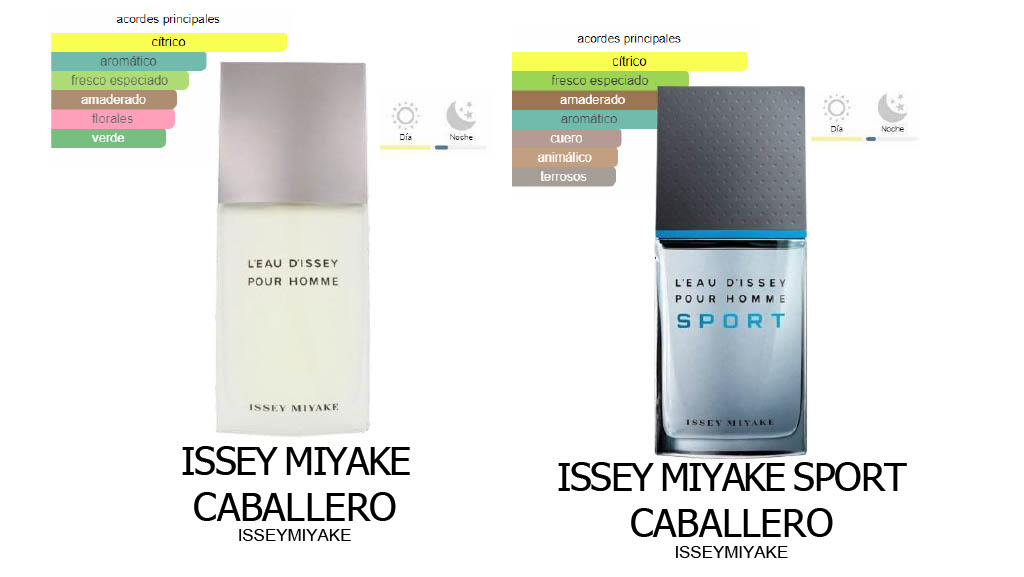 acordes principales
cítrico
aromático
fresco especiado
amaderado
florales
verde
Día
Noche
L'EAU D'ISSEY
POUR HOMME
ISSEY MIYAKE
ISSEY MIYAKE
CABALLERO
ISSEYMIYAKE
acordes principales
cítrico
fresco especiado
amaderado
aromático
cuero
animálico
terrosos
Día
Noche
L'EAU D'ISSEY
POUR HOMME
SPORT
ISSEY MIYAKE
ISSEY MIYAKE SPORT
CABALLERO
ISSEYMIYAKE